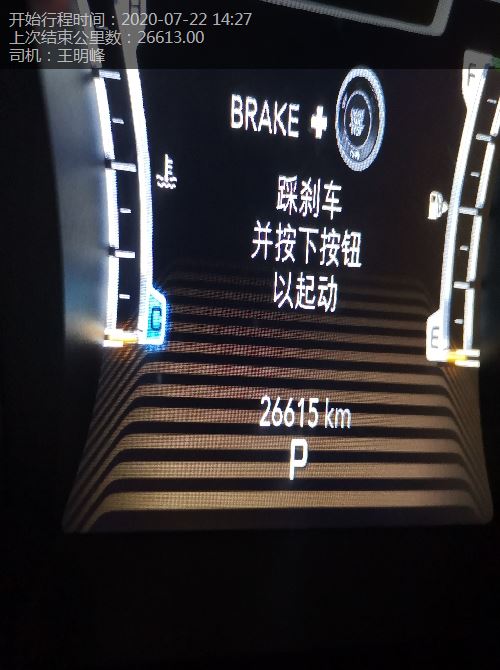 开始行程时间：2020-07-22 14:27
上次结束公里数：26613.00
司机：王明峰
H
F
BRAKE +
踩刹车
并按下按钮
以起动
C
E
26615 km
P